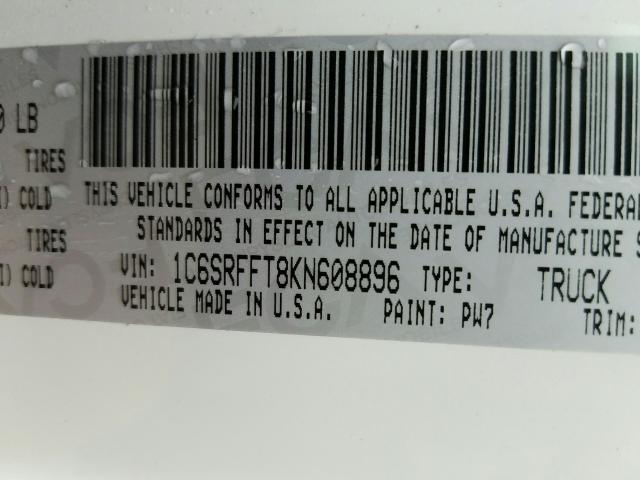 0 LB
TIRES
I) COLD
TIRES
I) COLD
THIS VEHICLE CONFORMS TO ALL APPLICABLE U.S.A. FEDERAL
STANDARDS IN EFFECT ON THE DATE OF MANUFACTURE S
VIN: 1C6SRFFT8KN608896 TYPE: TRUCK
VEHICLE MADE IN U.S.A. PAINT: PW7 TRIM: